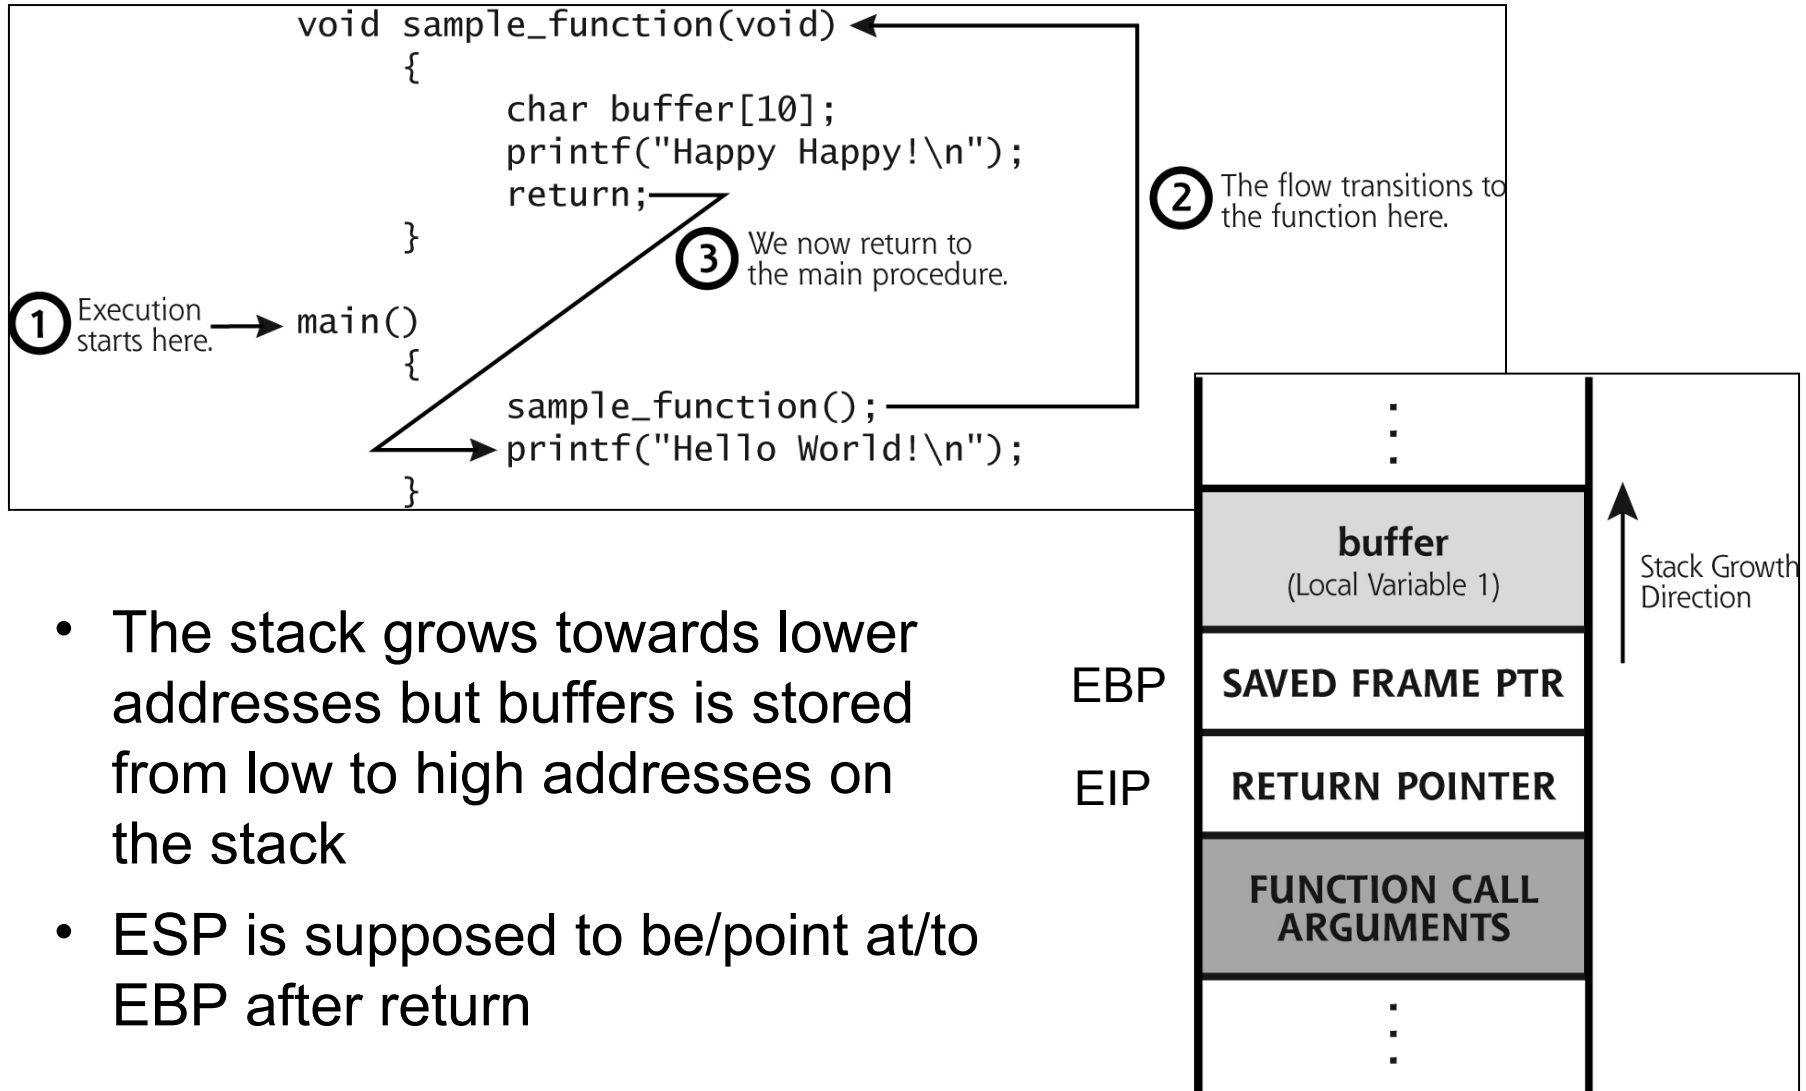 void sample_function(void)
{
char buffer[10];
printf("Happy Happy!\n");
return;
}
1 Execution
starts here.
main()
{
sample_function();
printf("Hello World!\n");
}
2 The flow transitions to
the function here.
3 We now return to
the main procedure.
• The stack grows towards lower
addresses but buffers is stored
from low to high addresses on
the stack
• ESP is supposed to be/point at/to
EBP after return
buffer
(Local Variable 1)
Stack Growth
Direction
EBP SAVED FRAME PTR
EIP RETURN POINTER
FUNCTION CALL
ARGUMENTS